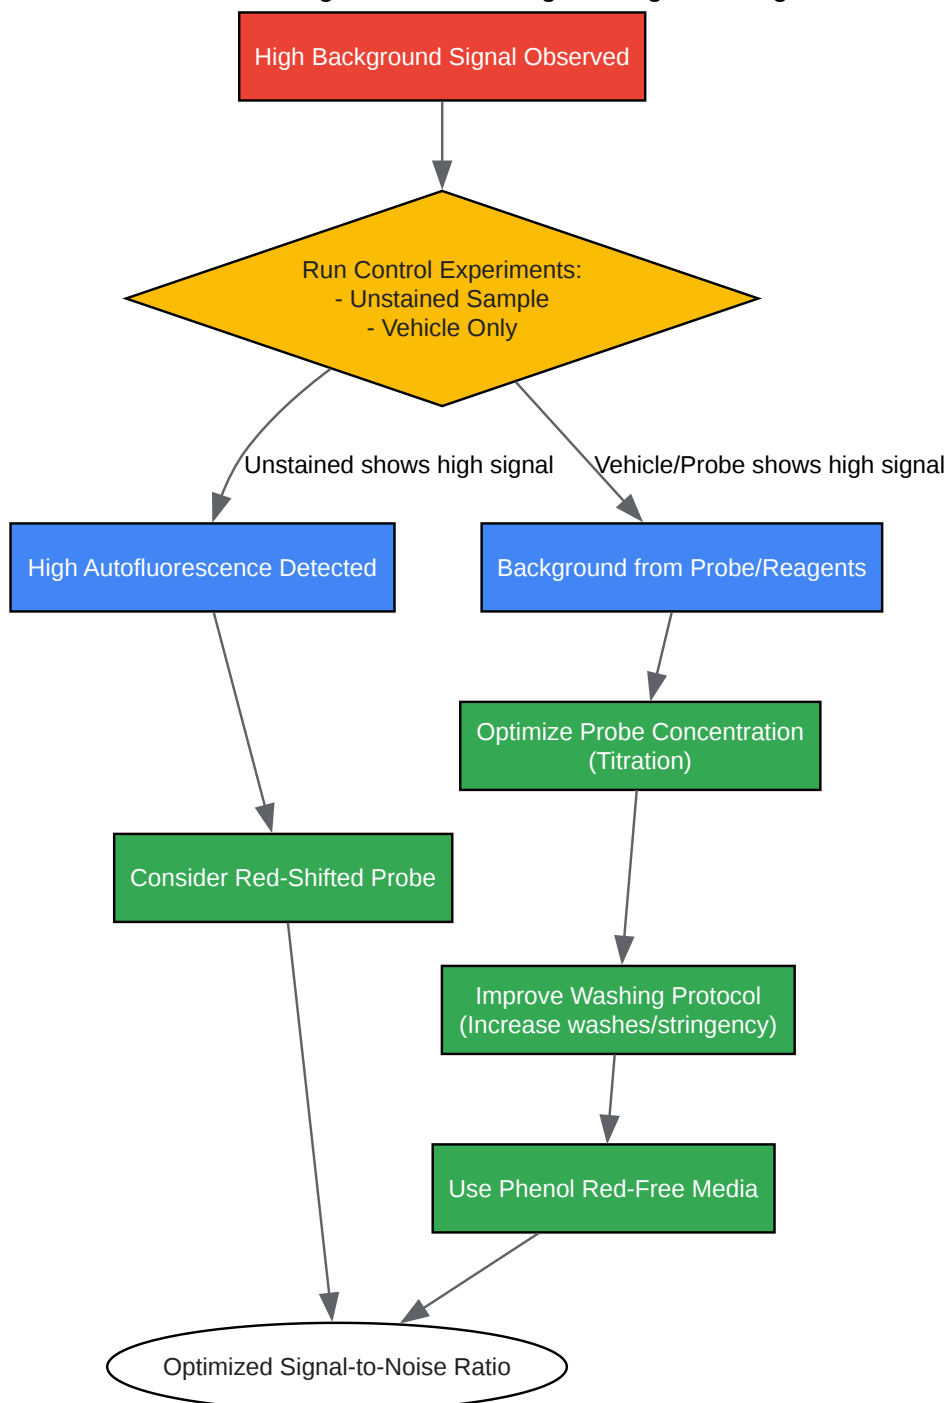 High Background Signal Observed
Run Control Experiments:
- Unstained Sample
- Vehicle Only
Unstained shows high signal
Vehicle/Probe shows high signal
High Autofluorescence Detected
Background from Probe/Reagents
Optimize Probe Concentration
(Titration)
Consider Red-Shifted Probe
Improve Washing Protocol
(Increase washes/stringency)
Use Phenol Red-Free Media
Optimized Signal-to-Noise Ratio